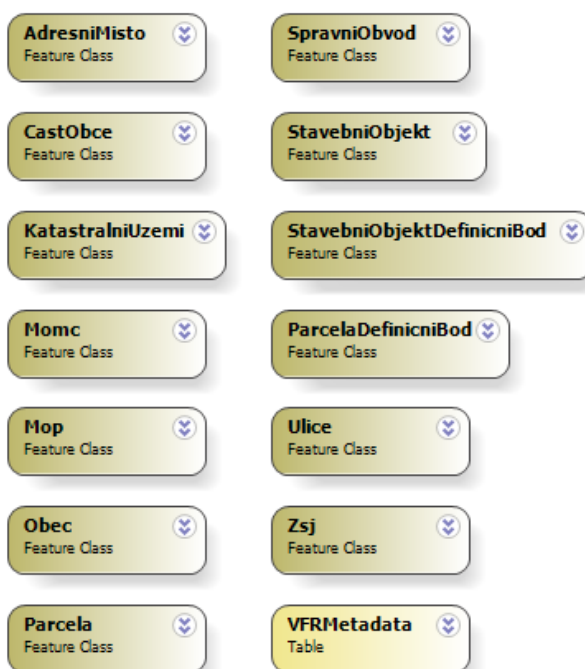 AdresniMisto
Feature Class
SpravniObvod
Feature Class
CastObce
Feature Class
StavebniObjekt
Feature Class
KatastralniUzemi
Feature Class
StavebniObjektDefinicniBod
Feature Class
Momc
Feature Class
ParcelaDefinicniBod
Feature Class
Mop
Feature Class
Ulice
Feature Class
Obec
Feature Class
Zsj
Feature Class
Parcela
Feature Class
VFRMetadata
Table